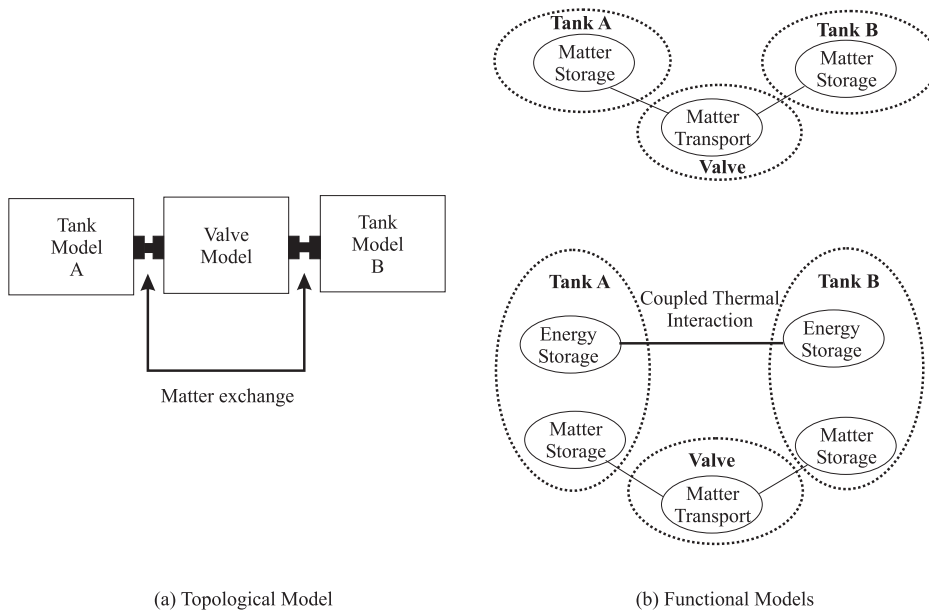 Tank
Model
A
Valve
Model
Tank
Model
B
Matter exchange
(a) Topological Model
Tank A
Matter
Storage
Tank B
Matter
Storage
Matter
Transport
Valve
Tank A
Coupled Thermal
Interaction
Tank B
Energy
Storage
Energy
Storage
Matter
Storage
Valve
Matter
Transport
Matter
Storage
(b) Functional Models